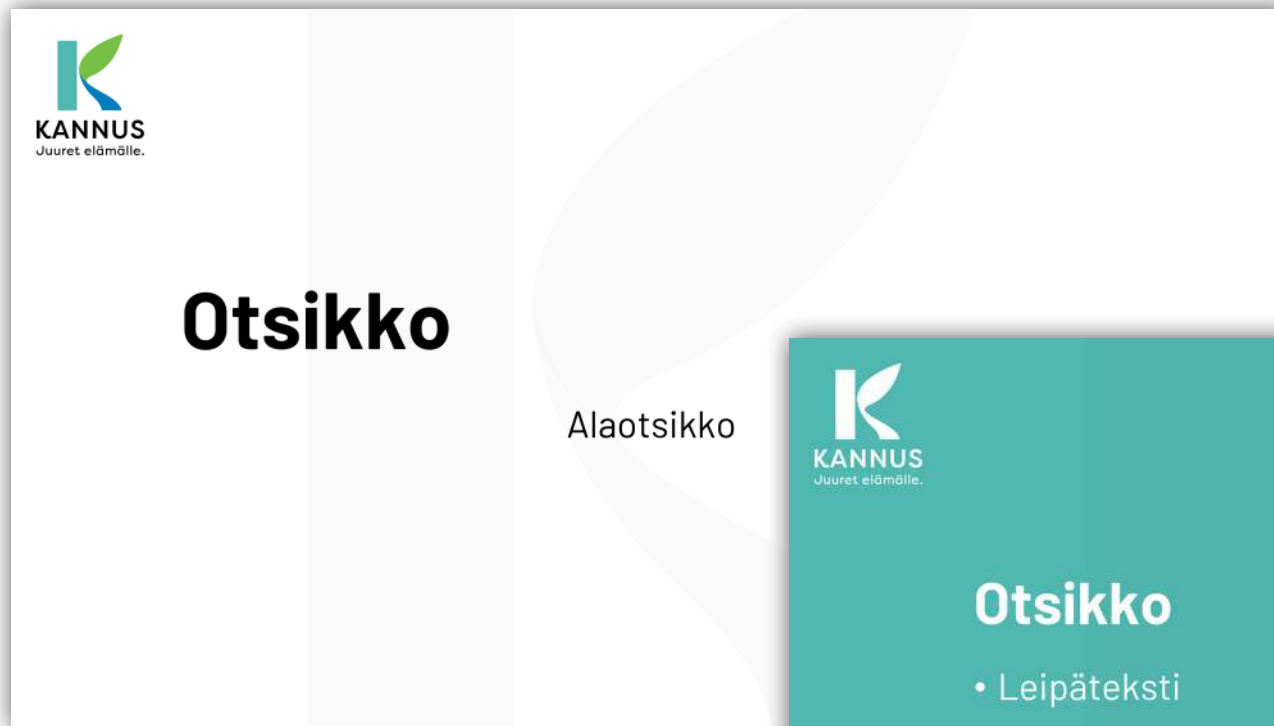 KANNUS
Juuret elämälle.
Otsikko
Alaotsikko
KANNUS
Juuret elämälle.
Otsikko
• Leipäteksti